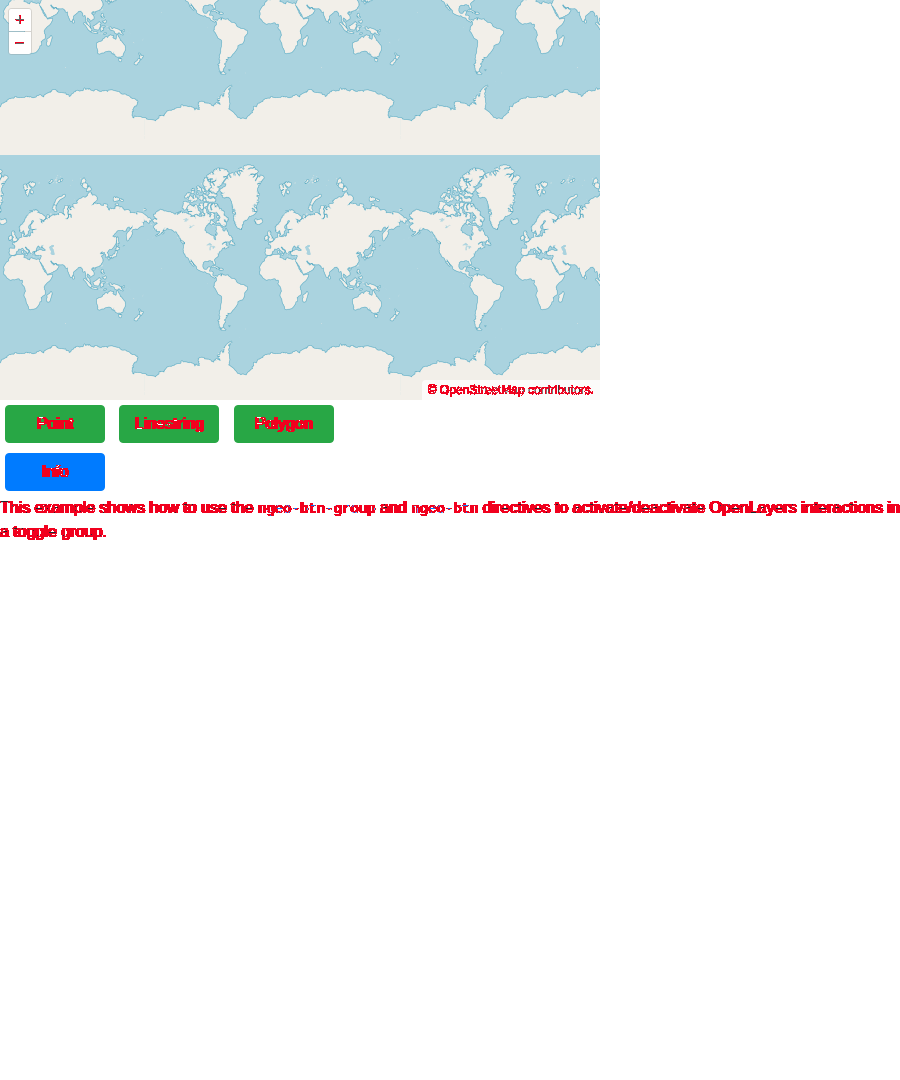 +
−
© OpenStreetMap contributors.
Point
Linestring
Polygon
Info
This example shows how to use the ngeo-btn-group and ngeo-btn directives to activate/deactivate OpenLayers interactions in
a toggle group.